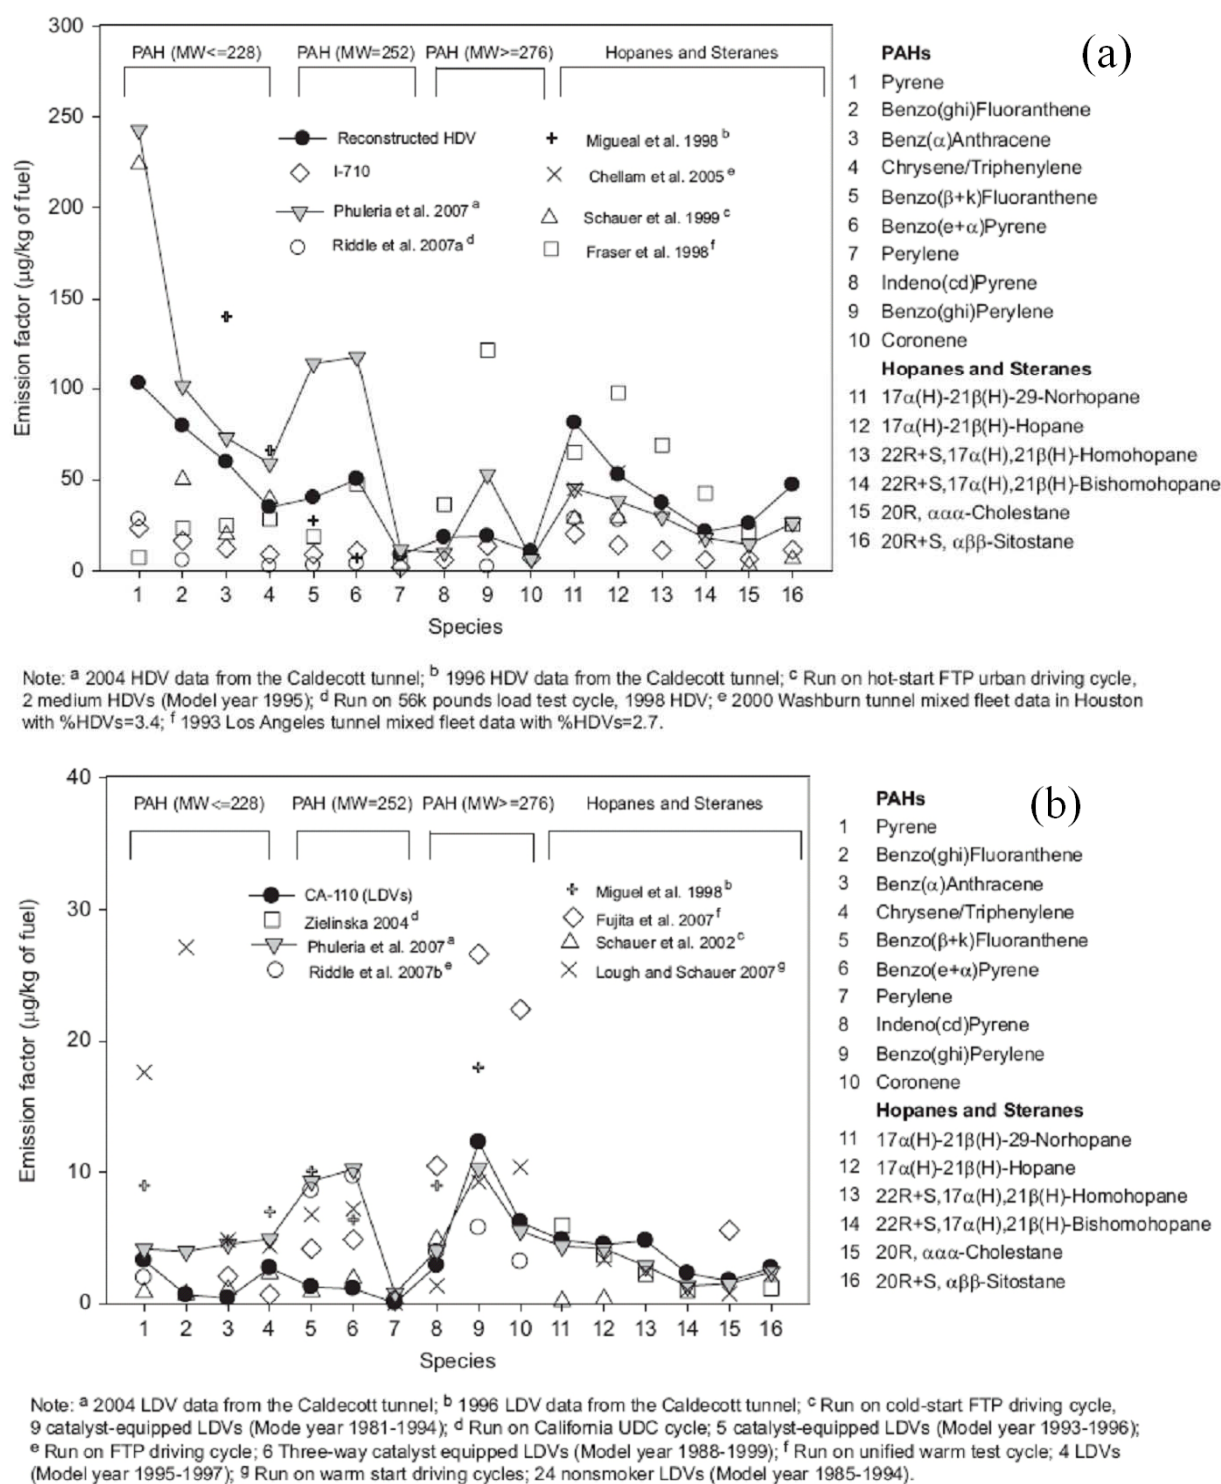 (a)
300
250
200
150
100
50
0
Emission factor (μg/kg of fuel)
PAH (MW<=228) PAH (MW=252) PAH (MW>=276) Hopanes and Steranes
Reconstructed HDV
I-710
Phuleria et al. 2007 a
Riddle et al. 2007a d
Migueal et al. 1998 b
Chellam et al. 2005 e
Schauer et al. 1999 c
Fraser et al. 1998 f
1 2 3 4 5 6 7 8 9 10 11 12 13 14 15 16
Species
PAHs
1 Pyrene
2 Benzo(ghi)Fluoranthene
3 Benz(α)Anthracene
4 Chrysene/Triphenylene
5 Benzo(β+k)Fluoranthene
6 Benzo(e+α)Pyrene
7 Perylene
8 Indeno(cd)Pyrene
9 Benzo(ghi)Perylene
10 Coronene
Hopanes and Steranes
11 17α(H)-21β(H)-29-Norhopane
12 17α(H)-21β(H)-Hopane
13 22R+S,17α(H),21β(H)-Homohopane
14 22R+S,17α(H),21β(H)-Bishomohopane
15 20R, ααα-Cholestane
16 20R+S, αββ-Sitostane
Note: a 2004 HDV data from the Caldecott tunnel; b 1996 HDV data from the Caldecott tunnel; c Run on hot-start FTP urban driving cycle,
2 medium HDVs (Model year 1995); d Run on 56k pounds load test cycle, 1998 HDV; e 2000 Washburn tunnel mixed fleet data in Houston
with %HDVs=3.4; f 1993 Los Angeles tunnel mixed fleet data with %HDVs=2.7.
(b)
40
30
20
10
0
Emission factor (μg/kg of fuel)
PAH (MW<=228) PAH (MW=252) PAH (MW>=276) Hopanes and Steranes
CA-110 (LDVs)
Zielinska 2004 d
Phuleria et al. 2007 a
Riddle et al. 2007b e
Miguel et al. 1998 b
Fujita et al. 2007 f
Schauer et al. 2002 c
Lough and Schauer 2007 g
1 2 3 4 5 6 7 8 9 10 11 12 13 14 15 16
Species
PAHs
1 Pyrene
2 Benzo(ghi)Fluoranthene
3 Benz(α)Anthracene
4 Chrysene/Triphenylene
5 Benzo(β+k)Fluoranthene
6 Benzo(e+α)Pyrene
7 Perylene
8 Indeno(cd)Pyrene
9 Benzo(ghi)Perylene
10 Coronene
Hopanes and Steranes
11 17α(H)-21β(H)-29-Norhopane
12 17α(H)-21β(H)-Hopane
13 22R+S,17α(H),21β(H)-Homohopane
14 22R+S,17α(H),21β(H)-Bishomohopane
15 20R, ααα-Cholestane
16 20R+S, αββ-Sitostane
Note: a 2004 LDV data from the Caldecott tunnel; b 1996 LDV data from the Caldecott tunnel; c Run on cold-start FTP driving cycle,
9 catalyst-equipped LDVs (Mode year 1981-1994); d Run on California UDC cycle; 5 catalyst-equipped LDVs (Model year 1993-1996);
e Run on FTP driving cycle; 6 Three-way catalyst equipped LDVs (Model year 1988-1999); f Run on unified warm test cycle; 4 LDVs
(Model year 1995-1997); g Run on warm start driving cycles; 24 nonsmoker LDVs (Model year 1985-1994).